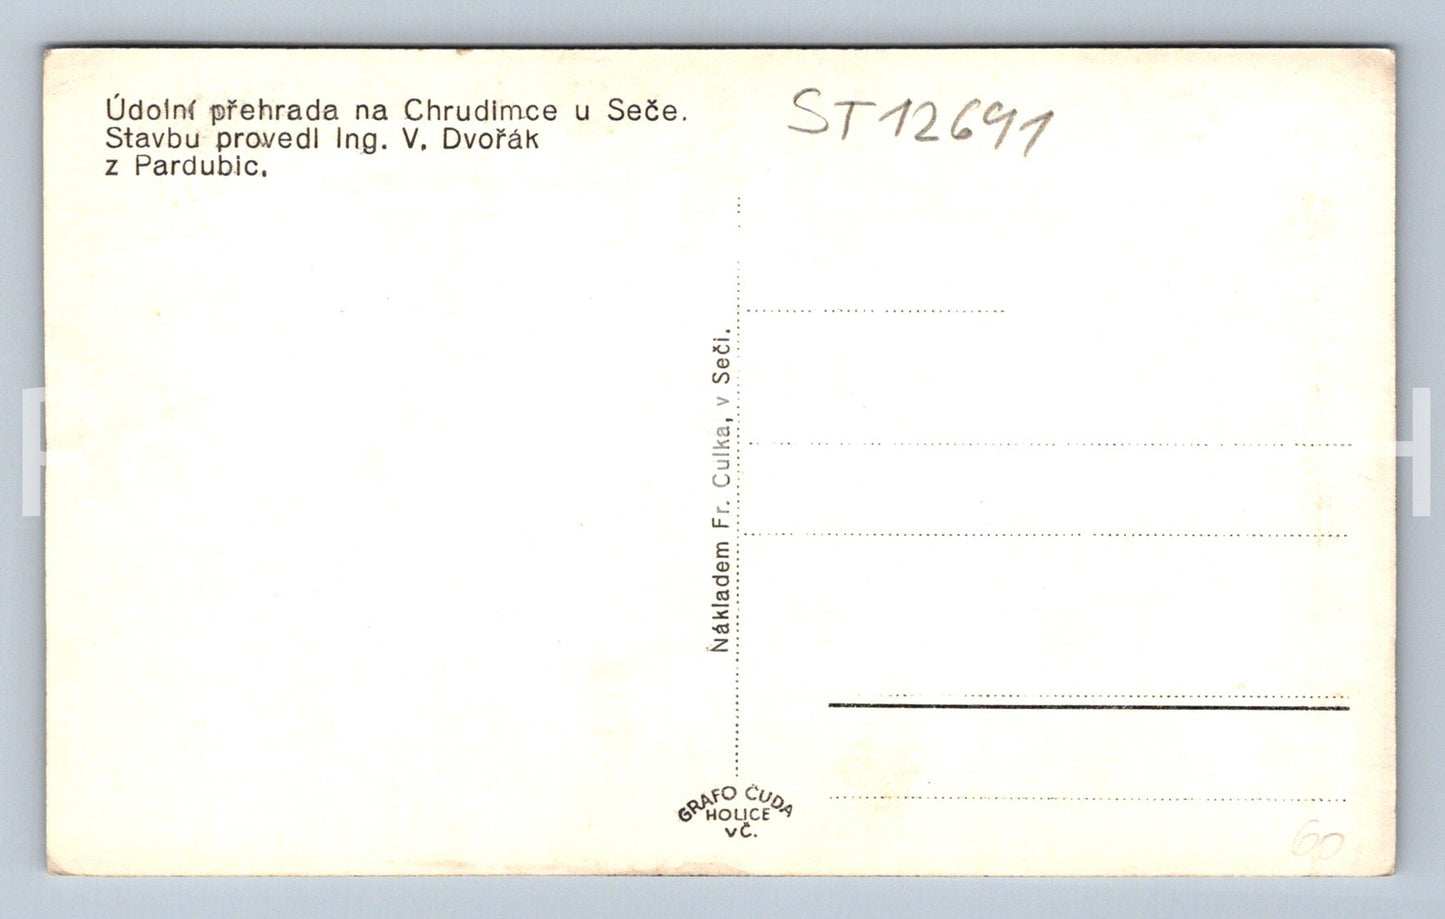 Údolní přehrada na Chrudimce u Seče.
Stavbu provedl Ing. V. Dvořák
z Pardubic.
ST12691
Nákladem Fr. Culka, v Seči.
GRAFO ČUDA
HOLICE
VČ.
60